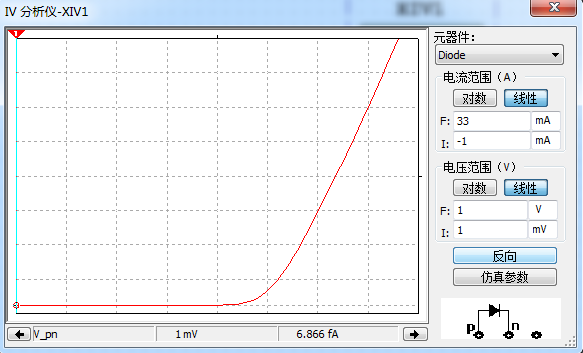 IV 分析仪-XIV1
XIV1
1
元器件:
Diode
电流范围（A）
对数 线性
F: 33 mA
I: -1 mA
电压范围（V）
对数 线性
F: 1 V
I: 1 mV
反向
仿真参数
p n
V_pn 1 mV 6.866 fA